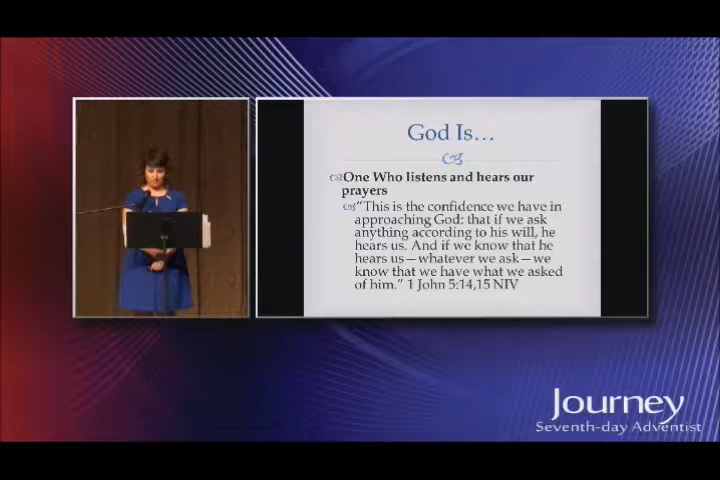 God Is…
One Who listens and hears our
prayers
"This is the confidence we have in
approaching God: that if we ask
anything according to his will, he
hears us. And if we know that he
hears us—whatever we ask—we
know that we have what we asked
of him." 1 John 5:14,15 NIV
Journey
Seventh-day Adventist